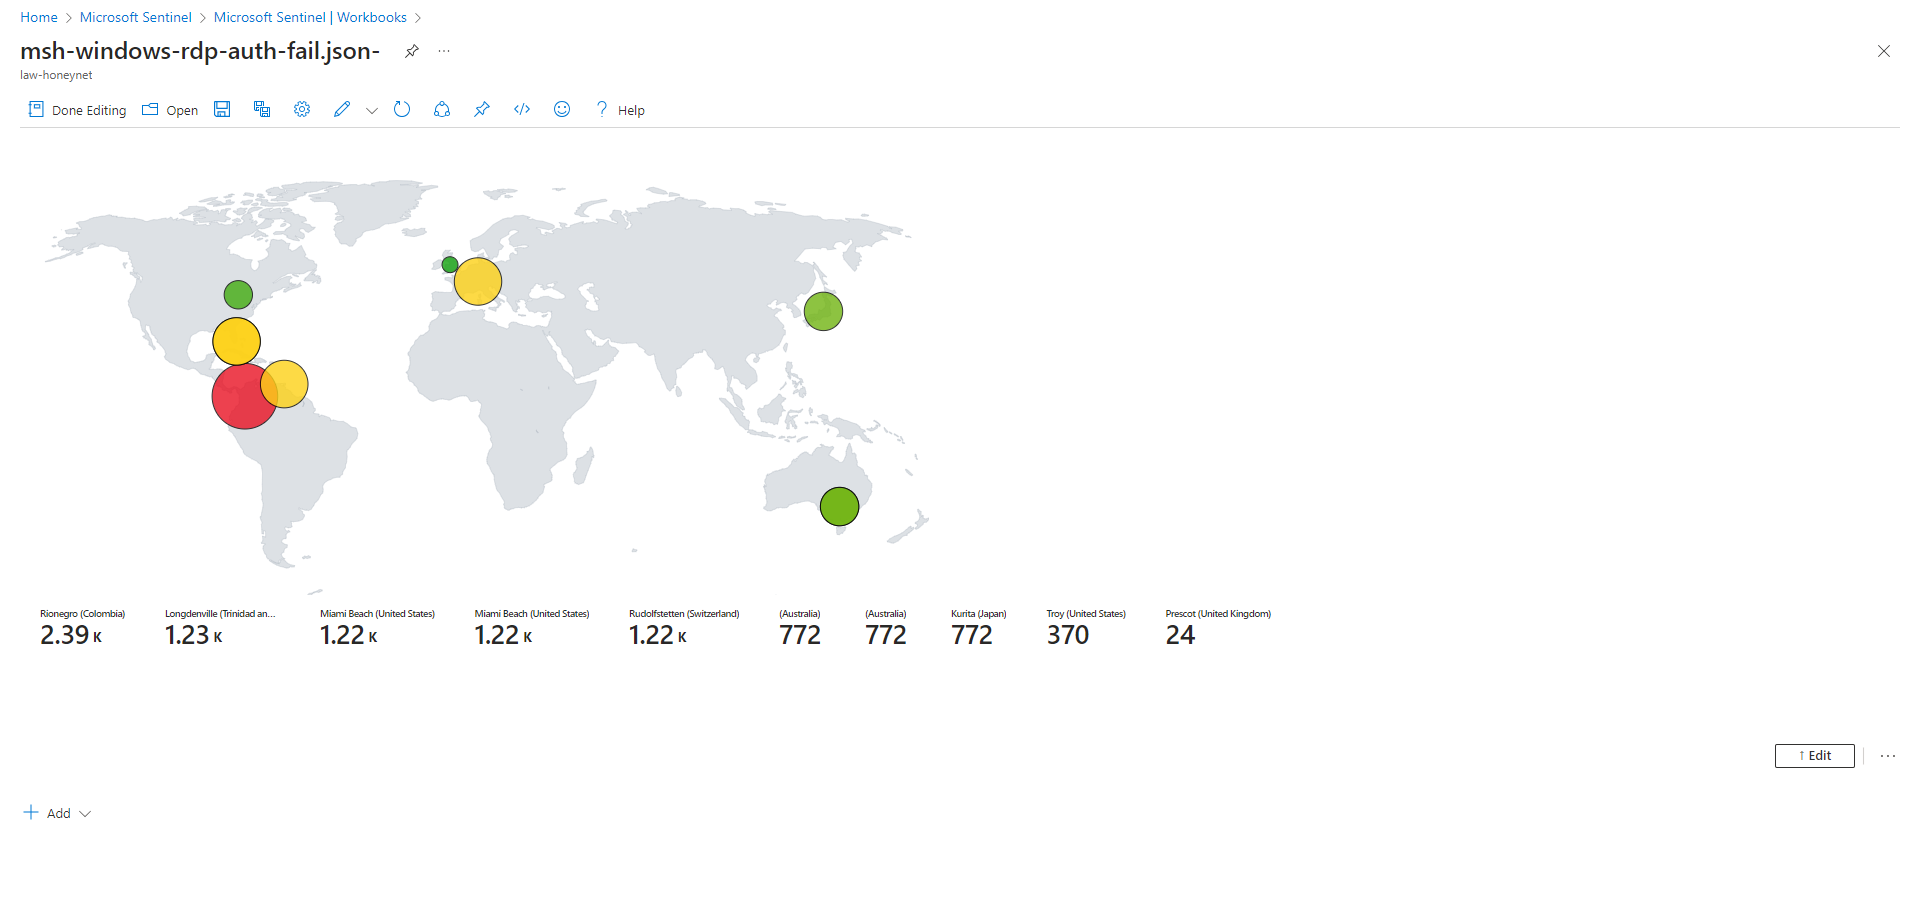 Home > Microsoft Sentinel > Microsoft Sentinel | Workbooks >
msh-windows-rdp-auth-fail.json- ...
law-honeynet
Done Editing Open Help
Rionegro (Colombia) Longdenville (Trinidad an... Miami Beach (United States) Miami Beach (United States) Rudolfstetten (Switzerland) (Australia) (Australia) Kurita (Japan) Troy (United States) Prescot (United Kingdom)
2.39 K 1.23 K 1.22 K 1.22 K 1.22 K 772 772 772 370 24
↑ Edit ...
+ Add